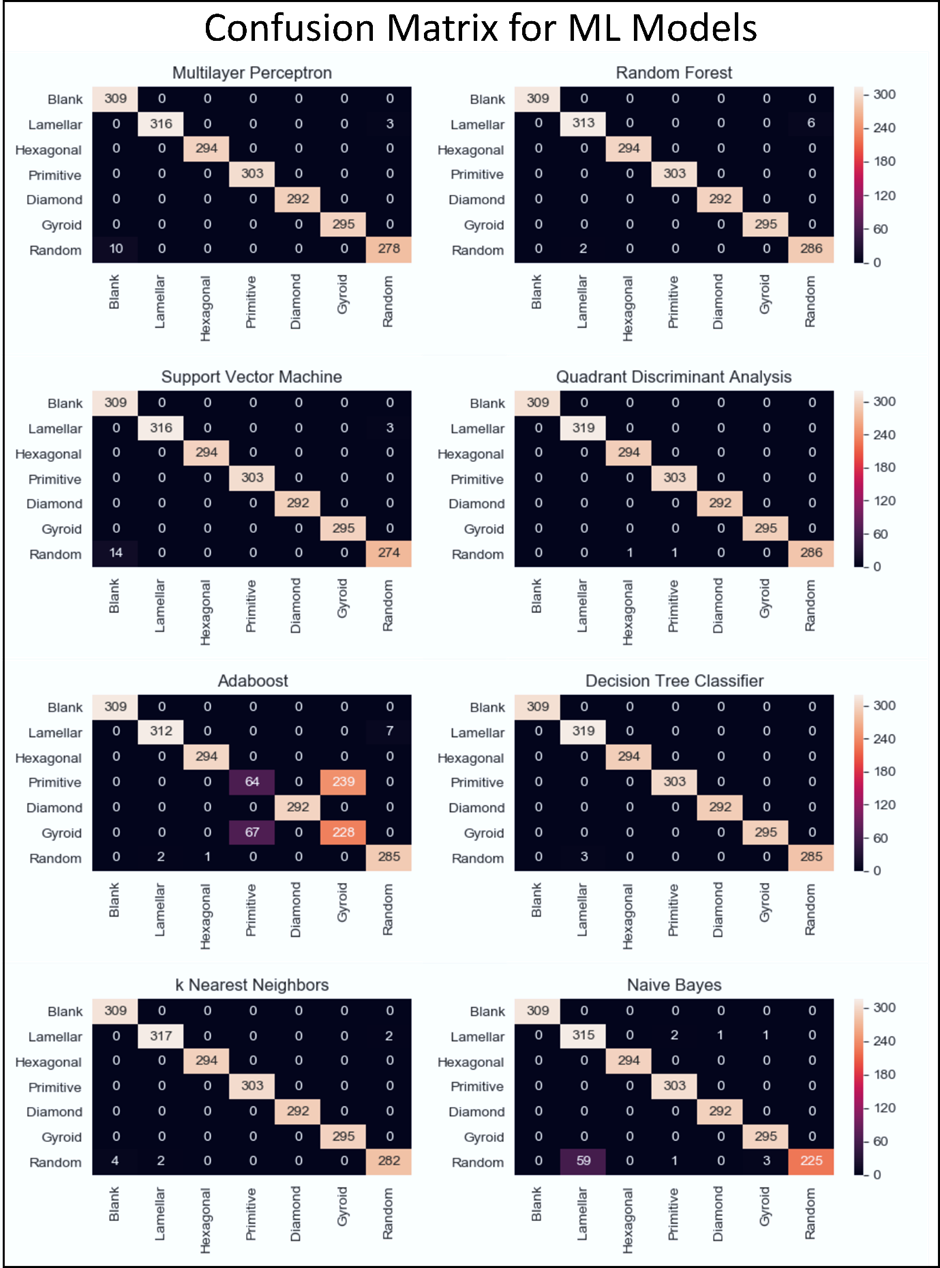 Confusion Matrix for ML Models
Multilayer Perceptron
Blank 309 0 0 0 0 0 0
Lamellar 0 316 0 0 0 0 3
Hexagonal 0 0 294 0 0 0 0
Primitive 0 0 0 303 0 0 0
Diamond 0 0 0 0 292 0 0
Gyroid 0 0 0 0 0 295 0
Random 10 0 0 0 0 0 278
Blank Lamellar Hexagonal Primitive Diamond Gyroid Random
Random Forest
Blank 309 0 0 0 0 0 0
Lamellar 0 313 0 0 0 0 6
Hexagonal 0 0 294 0 0 0 0
Primitive 0 0 0 303 0 0 0
Diamond 0 0 0 0 292 0 0
Gyroid 0 0 0 0 0 295 0
Random 0 2 0 0 0 0 286
Blank Lamellar Hexagonal Primitive Diamond Gyroid Random
300
240
180
120
60
0
Support Vector Machine
Blank 309 0 0 0 0 0 0
Lamellar 0 316 0 0 0 0 3
Hexagonal 0 0 294 0 0 0 0
Primitive 0 0 0 303 0 0 0
Diamond 0 0 0 0 292 0 0
Gyroid 0 0 0 0 0 295 0
Random 14 0 0 0 0 0 274
Blank Lamellar Hexagonal Primitive Diamond Gyroid Random
Quadrant Discriminant Analysis
Blank 309 0 0 0 0 0 0
Lamellar 0 319 0 0 0 0 0
Hexagonal 0 0 294 0 0 0 0
Primitive 0 0 0 303 0 0 0
Diamond 0 0 0 0 292 0 0
Gyroid 0 0 0 0 0 295 0
Random 0 0 1 1 0 0 286
Blank Lamellar Hexagonal Primitive Diamond Gyroid Random
300
240
180
120
60
0
Adaboost
Blank 309 0 0 0 0 0 0
Lamellar 0 312 0 0 0 0 7
Hexagonal 0 0 294 0 0 0 0
Primitive 0 0 0 64 0 239 0
Diamond 0 0 0 0 292 0 0
Gyroid 0 0 0 67 0 228 0
Random 0 2 1 0 0 0 285
Blank Lamellar Hexagonal Primitive Diamond Gyroid Random
Decision Tree Classifier
Blank 309 0 0 0 0 0 0
Lamellar 0 319 0 0 0 0 0
Hexagonal 0 0 294 0 0 0 0
Primitive 0 0 0 303 0 0 0
Diamond 0 0 0 0 292 0 0
Gyroid 0 0 0 0 0 295 0
Random 0 3 0 0 0 0 285
Blank Lamellar Hexagonal Primitive Diamond Gyroid Random
300
240
180
120
60
0
k Nearest Neighbors
Blank 309 0 0 0 0 0 0
Lamellar 0 317 0 0 0 0 2
Hexagonal 0 0 294 0 0 0 0
Primitive 0 0 0 303 0 0 0
Diamond 0 0 0 0 292 0 0
Gyroid 0 0 0 0 0 295 0
Random 4 2 0 0 0 0 282
Blank Lamellar Hexagonal Primitive Diamond Gyroid Random
Naive Bayes
Blank 309 0 0 0 0 0 0
Lamellar 0 315 0 2 1 1 0
Hexagonal 0 0 294 0 0 0 0
Primitive 0 0 0 303 0 0 0
Diamond 0 0 0 0 292 0 0
Gyroid 0 0 0 0 0 295 0
Random 0 59 0 1 0 3 225
Blank Lamellar Hexagonal Primitive Diamond Gyroid Random
300
240
180
120
60
0